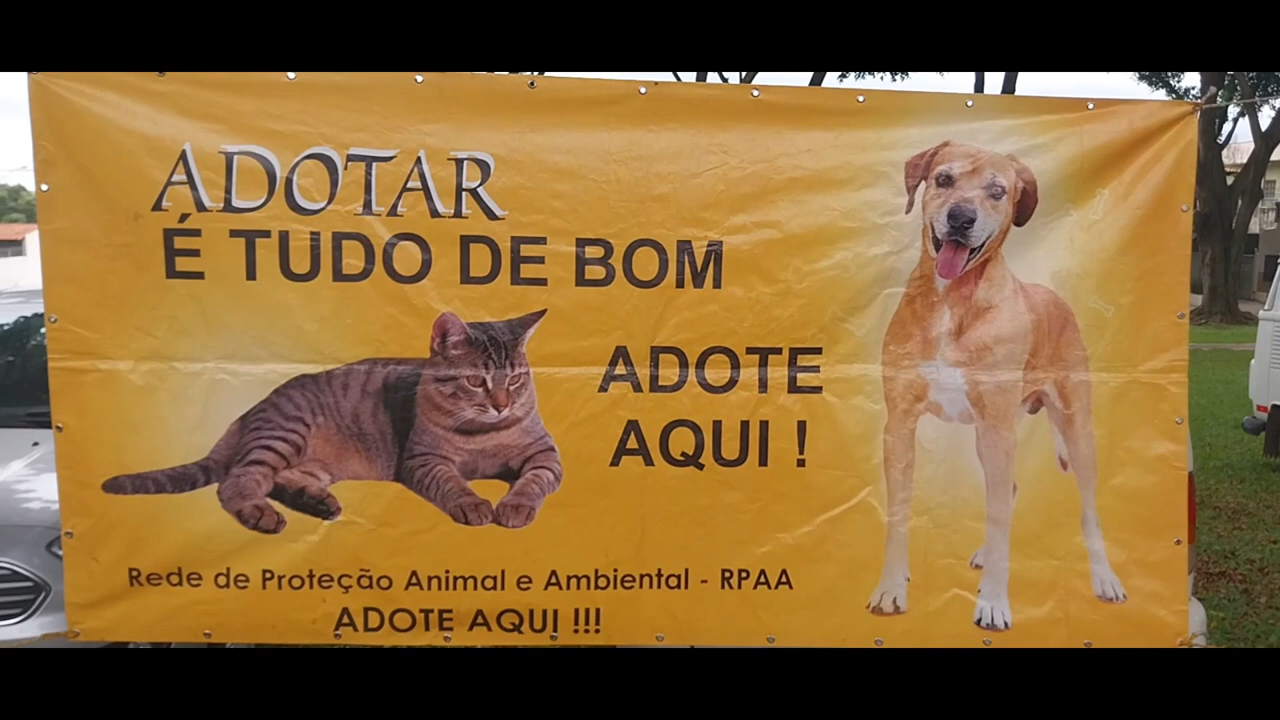 ADOTAR
É TUDO DE BOM
ADOTE
AQUI !
Rede de Proteção Animal e Ambiental - RPAA
ADOTE AQUI !!!